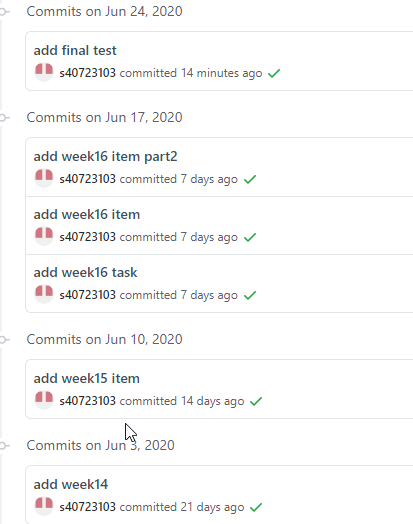 Commits on Jun 24, 2020
add final test
s40723103 committed 14 minutes ago
Commits on Jun 17, 2020
add week16 item part2
s40723103 committed 7 days ago
add week16 item
s40723103 committed 7 days ago
add week16 task
s40723103 committed 7 days ago
Commits on Jun 10, 2020
add week15 item
s40723103 committed 14 days ago
Commits on Jun 3, 2020
add week14
s40723103 committed 21 days ago